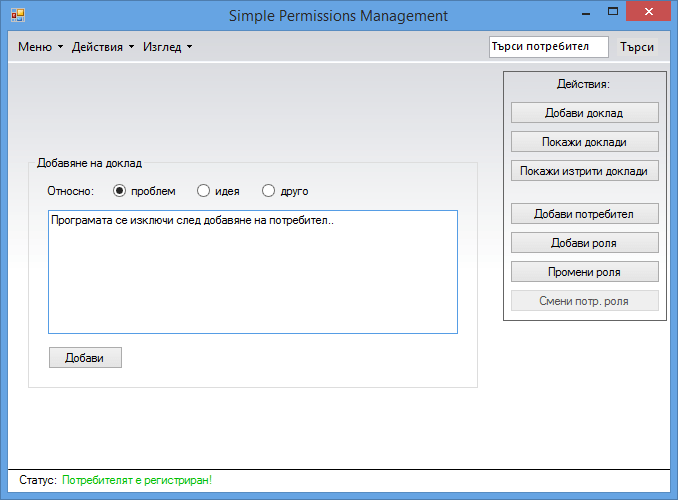 Simple Permissions Management
Меню Действия Изглед Търси потребител Търси
Действия:
Добави доклад
Покажи доклади
Покажи изтрити доклади
Добави потребител
Добави роля
Промени роля
Смени потр. роля
Добавяне на доклад
Относно: проблем идея друго
Програмата се изключи след добавяне на потребител..
Добави
Статус: Потребителят е регистриран!